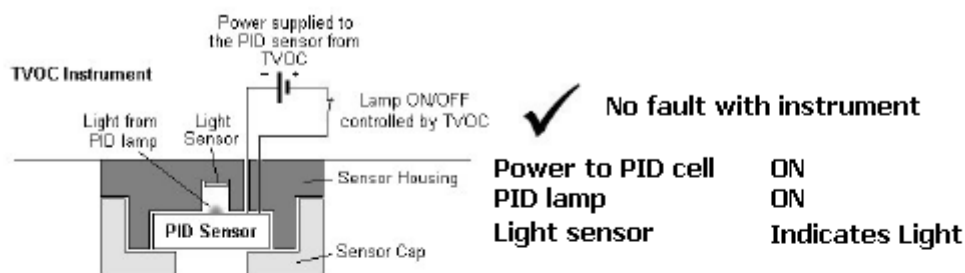 Power supplied to
the PID sensor from
TVOC
TVOC Instrument
- +
Lamp ON/OFF
controlled by TVOC
Light from
PID lamp
Light
Sensor
Sensor Housing
PID Sensor
Sensor Cap
No fault with instrument
Power to PID cell ON
PID lamp ON
Light sensor Indicates Light